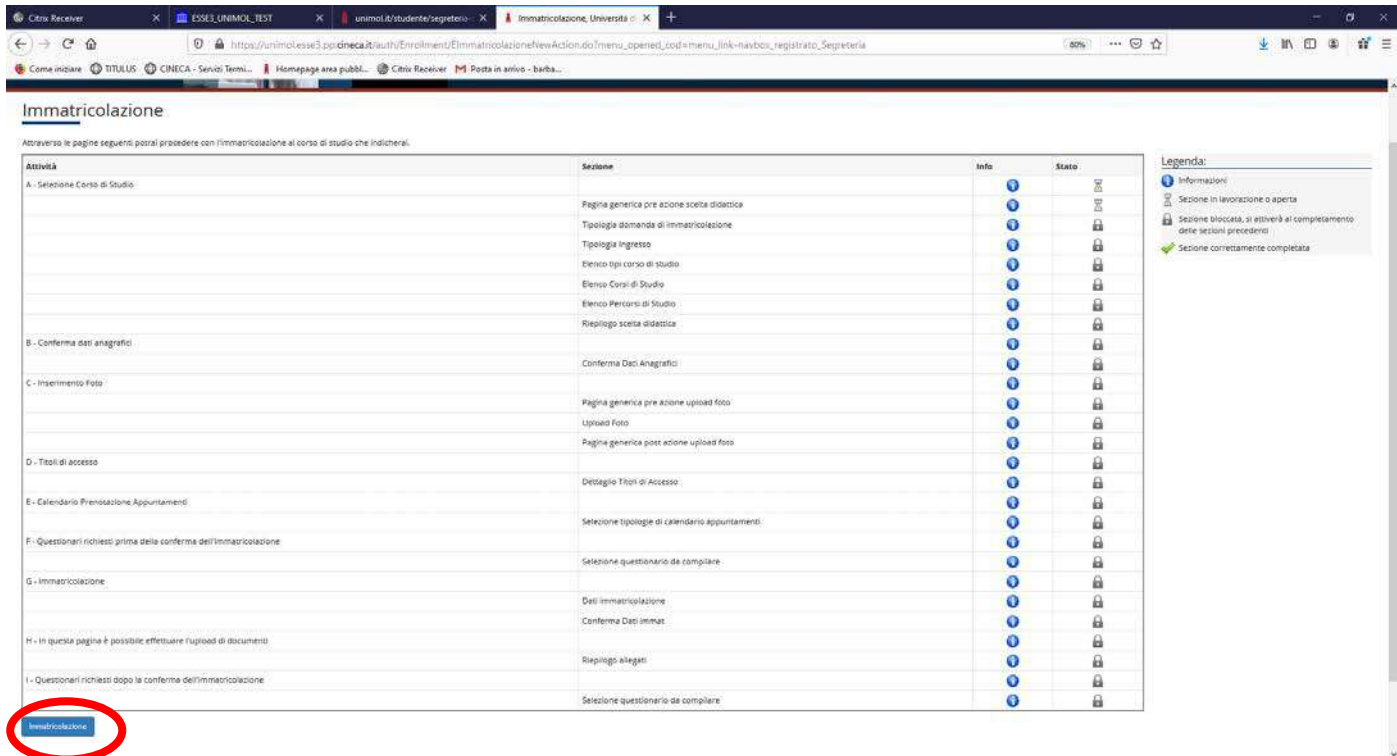 Citrix Receiver
ESSE3_UNIMOL_TEST
unimol.it/studente/segreteria
Immatricolazione, Università d
https://unimol.esse3.pp.cineca.it/auth/Enrollment/EImmatricolazioneNewAction.do?menu_opened_cod=menu_link-navbox_registrato_Segreteria
80%
Come iniziare TITULUS CINECA - Servizi Termi... Homepage area pubbl... Citrix Receiver Posta in arrivo - barba...
Immatricolazione
Attraverso le pagine seguenti potrai procedere con l'immatricolazione al corso di studio che indicherai.
Attività Sezione Info Stato
A - Selezione Corso di Studio
Pagina generica pre azione scelta didattica
Tipologia domanda di immatricolazione
Tipologia ingresso
Elenco tipi corso di studio
Elenco Corsi di Studio
Elenco Percorsi di Studio
Riepilogo scelta didattica
B - Conferma dati anagrafici
Conferma Dati Anagrafici
C - Inserimento Foto
Pagina generica pre azione upload foto
Upload Foto
Pagina generica post azione upload foto
D - Titoli di accesso
Dettaglio Titoli di Accesso
E - Calendario Prenotazione Appuntamenti
Selezione tipologie di calendario appuntamenti
F - Questionari richiesti prima della conferma dell'immatricolazione
Selezione questionario da compilare
G - Immatricolazione
Dati immatricolazione
Conferma Dati Immat.
H - In questa pagina è possibile effettuare l'upload di documenti
Riepilogo allegati
I - Questionari richiesti dopo la conferma dell'immatricolazione
Selezione questionario da compilare
Immatricolazione
Legenda:
Informazioni
Sezione in lavorazione o aperta
Sezione bloccata, si attiverà al completamento
delle sezioni precedenti
Sezione correttamente completata